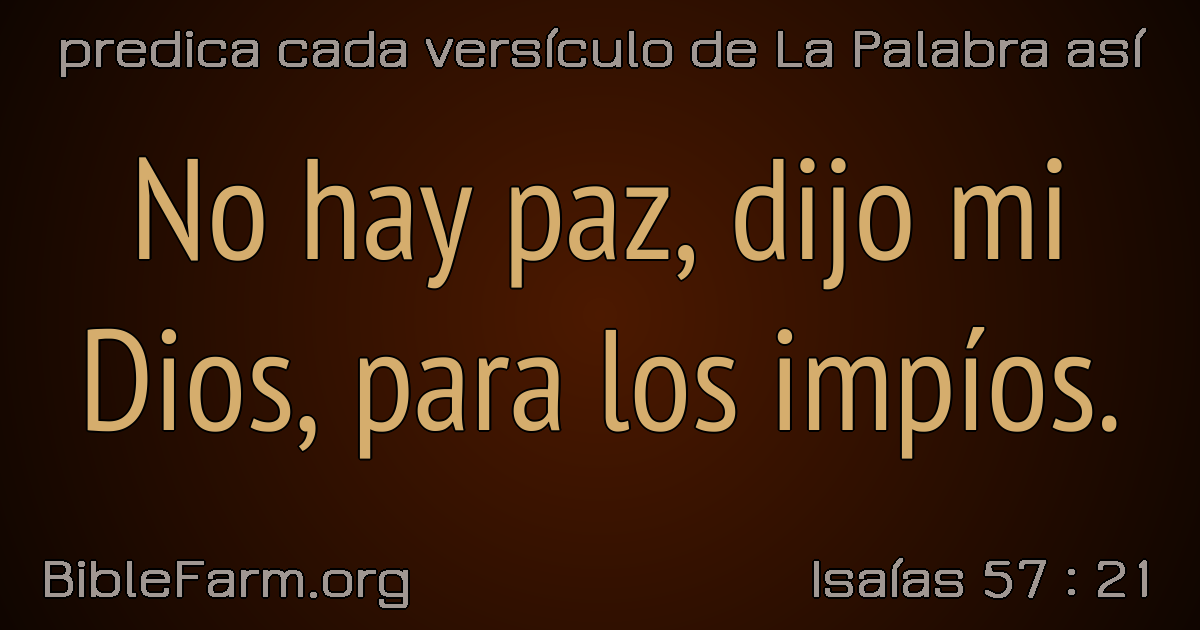 predica cada versículo de La Palabra así
No hay paz, dijo mi
Dios, para los impíos.
BibleFarm.org
Isaías 57 : 21